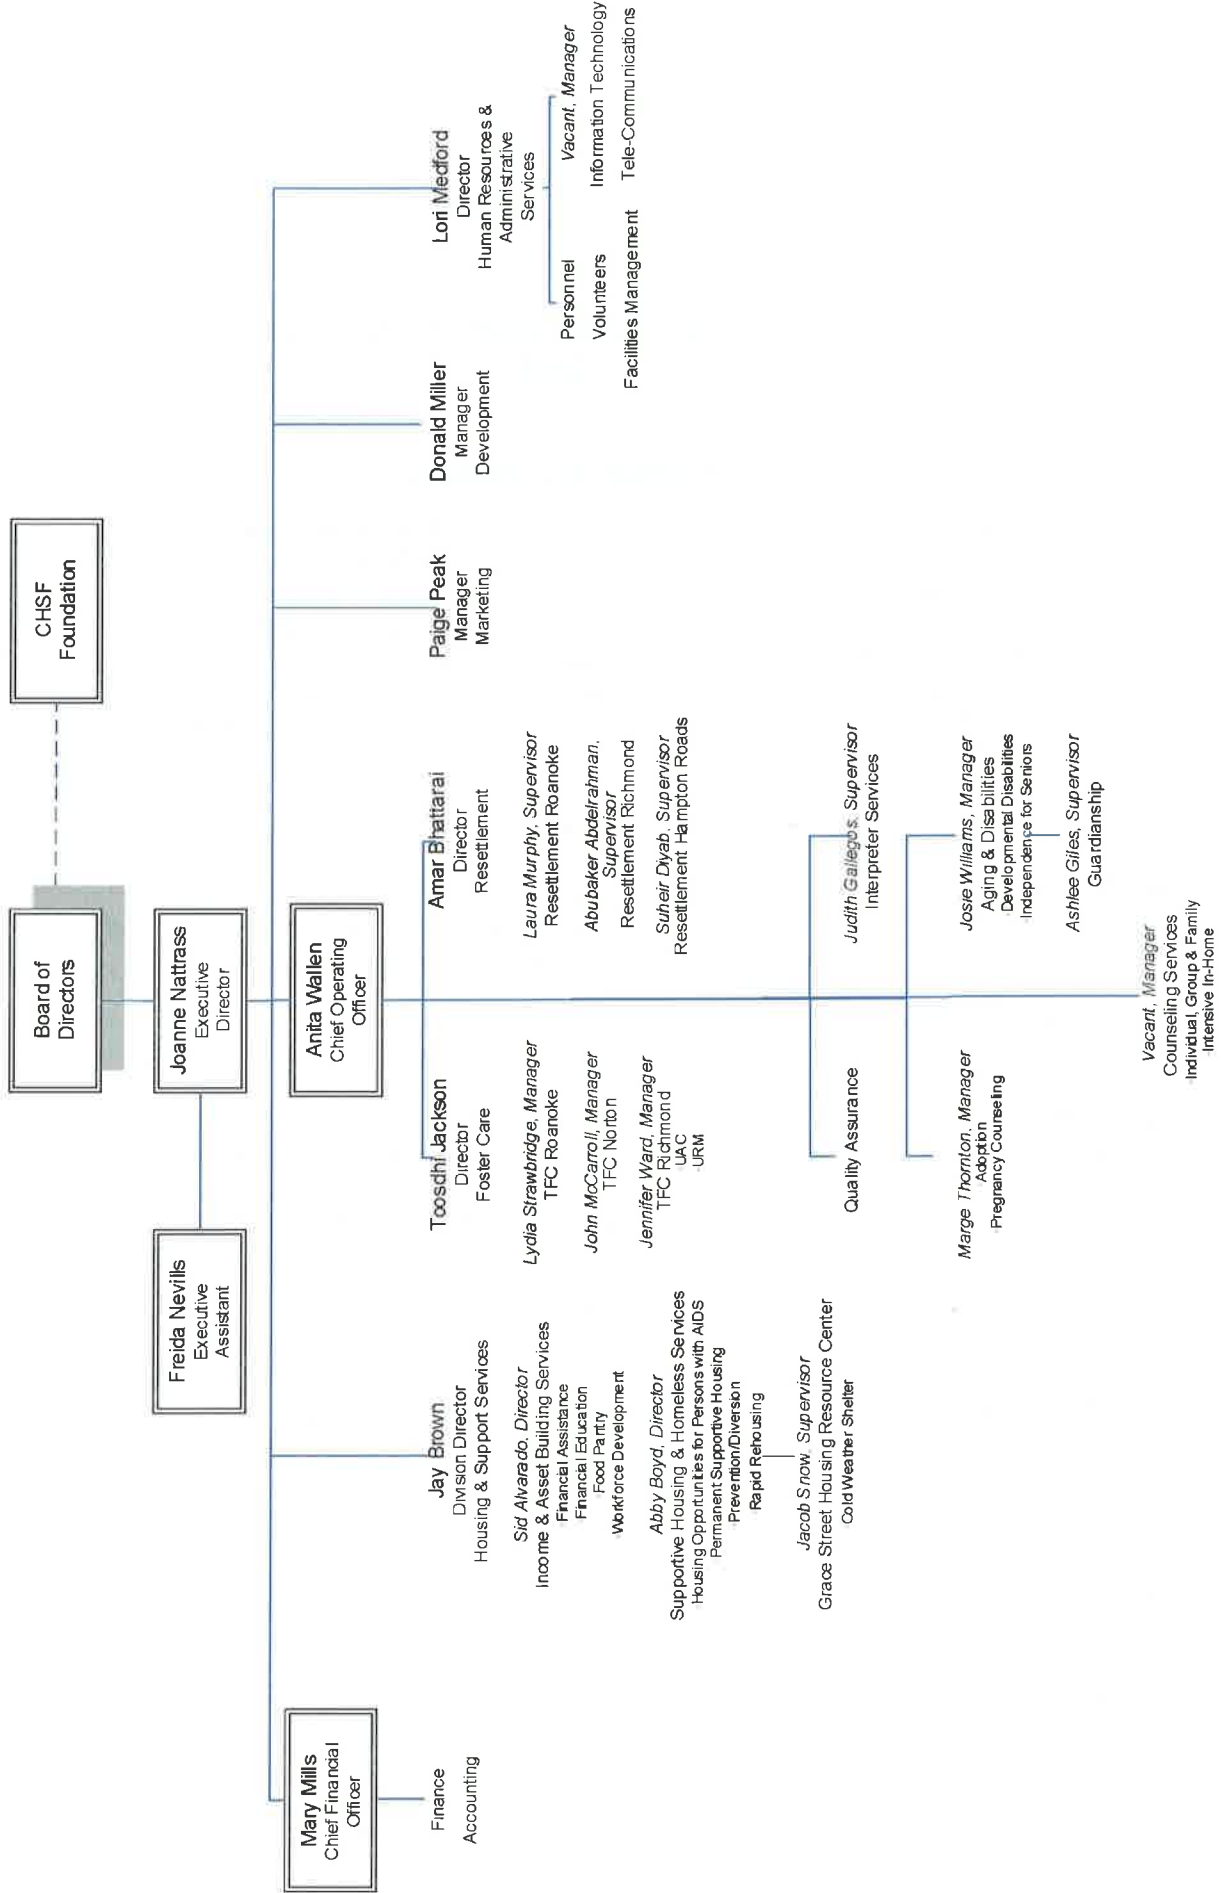 CHSF
Foundation
Board of
Directors
Freida Nevills
Executive
Assistant
Joanne Nattrass
Executive
Director
Mary Mills
Chief Financial
Officer
Finance
Accounting
Anita Wallen
Chief Operating
Officer
Jay Brown
Division Director
Housing & Support Services
Sid Alvarado, Director
Income & Asset Building Services
·Financial Assistance
·Financial Education
·Food Pantry
·Workforce Development
Abby Boyd, Director
Supportive Housing & Homeless Services
·Housing Opportunities for Persons with AIDS
·Permanent Supportive Housing
·Prevention/Diversion
·Rapid Rehousing
Jacob Snow, Supervisor
Grace Street Housing Resource Center
·Cold Weather Shelter
Toosdhi Jackson
Director
Foster Care
Lydia Strawbridge, Manager
TFC Roanoke
John McCarroll, Manager
TFC Norton
Jennifer Ward, Manager
TFC Richmond
·UAC
·URM
Amar Bhattarai
Director
Resettlement
Laura Murphy, Supervisor
Resettlement Roanoke
Abubaker Abdelrahman,
Supervisor
Resettlement Richmond
Suheir Diyab, Supervisor
Resettlement Hampton Roads
Quality Assurance
Judith Gallegos, Supervisor
Interpreter Services
Marge Thornton, Manager
·Adoption
·Pregnancy Counseling
Josie Williams, Manager
Aging & Disabilities
·Developmental Disabilities
·Independence for Seniors
Ashlee Giles, Supervisor
Guardianship
Vacant, Manager
Counseling Services
·Individual, Group & Family
·Intensive In-Home
Paige Peak
Manager
Marketing
Donald Miller
Manager
Development
Lori Medford
Director
Human Resources &
Administrative
Services
Personnel
Volunteers
Facilities Management
Vacant, Manager
Information Technology
Tele-Communications